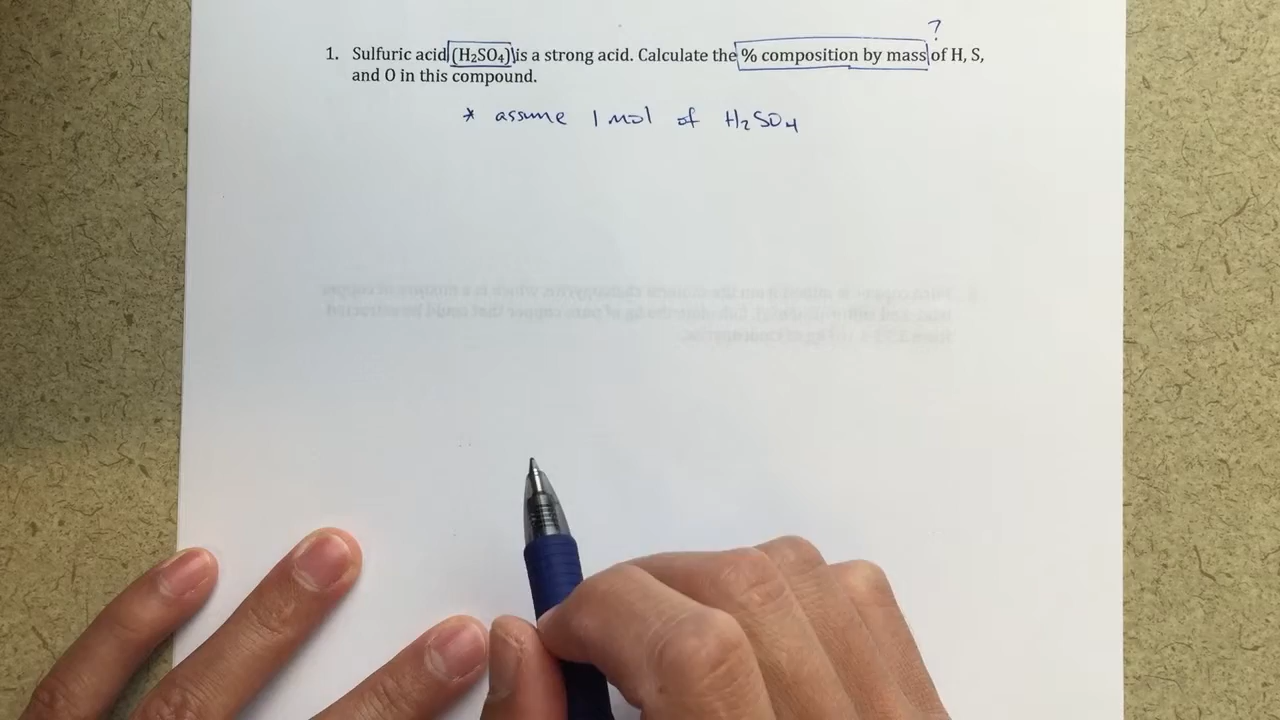 ?
1. Sulfuric acid (H₂SO₄) is a strong acid. Calculate the % composition by mass of H, S,
and O in this compound.
* assume 1 mol of H₂SO₄